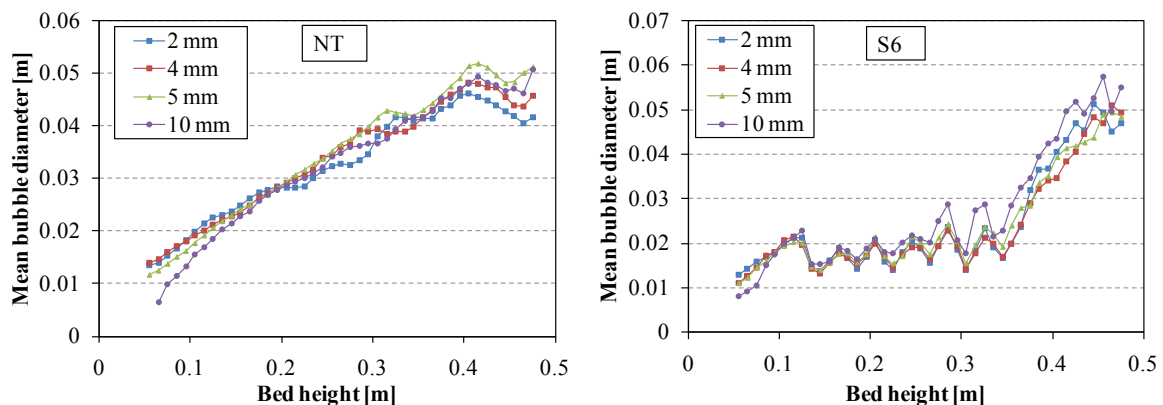 0.06
0.05
0.04
0.03
0.02
0.01
0
Mean bubble diameter [m]
2 mm
4 mm
5 mm
10 mm
NT
0 0.1 0.2 0.3 0.4 0.5
Bed height [m]
0.07
0.06
0.05
0.04
0.03
0.02
0.01
0
Mean bubble diameter [m]
2 mm
4 mm
5 mm
10 mm
S6
0 0.1 0.2 0.3 0.4 0.5
Bed height [m]